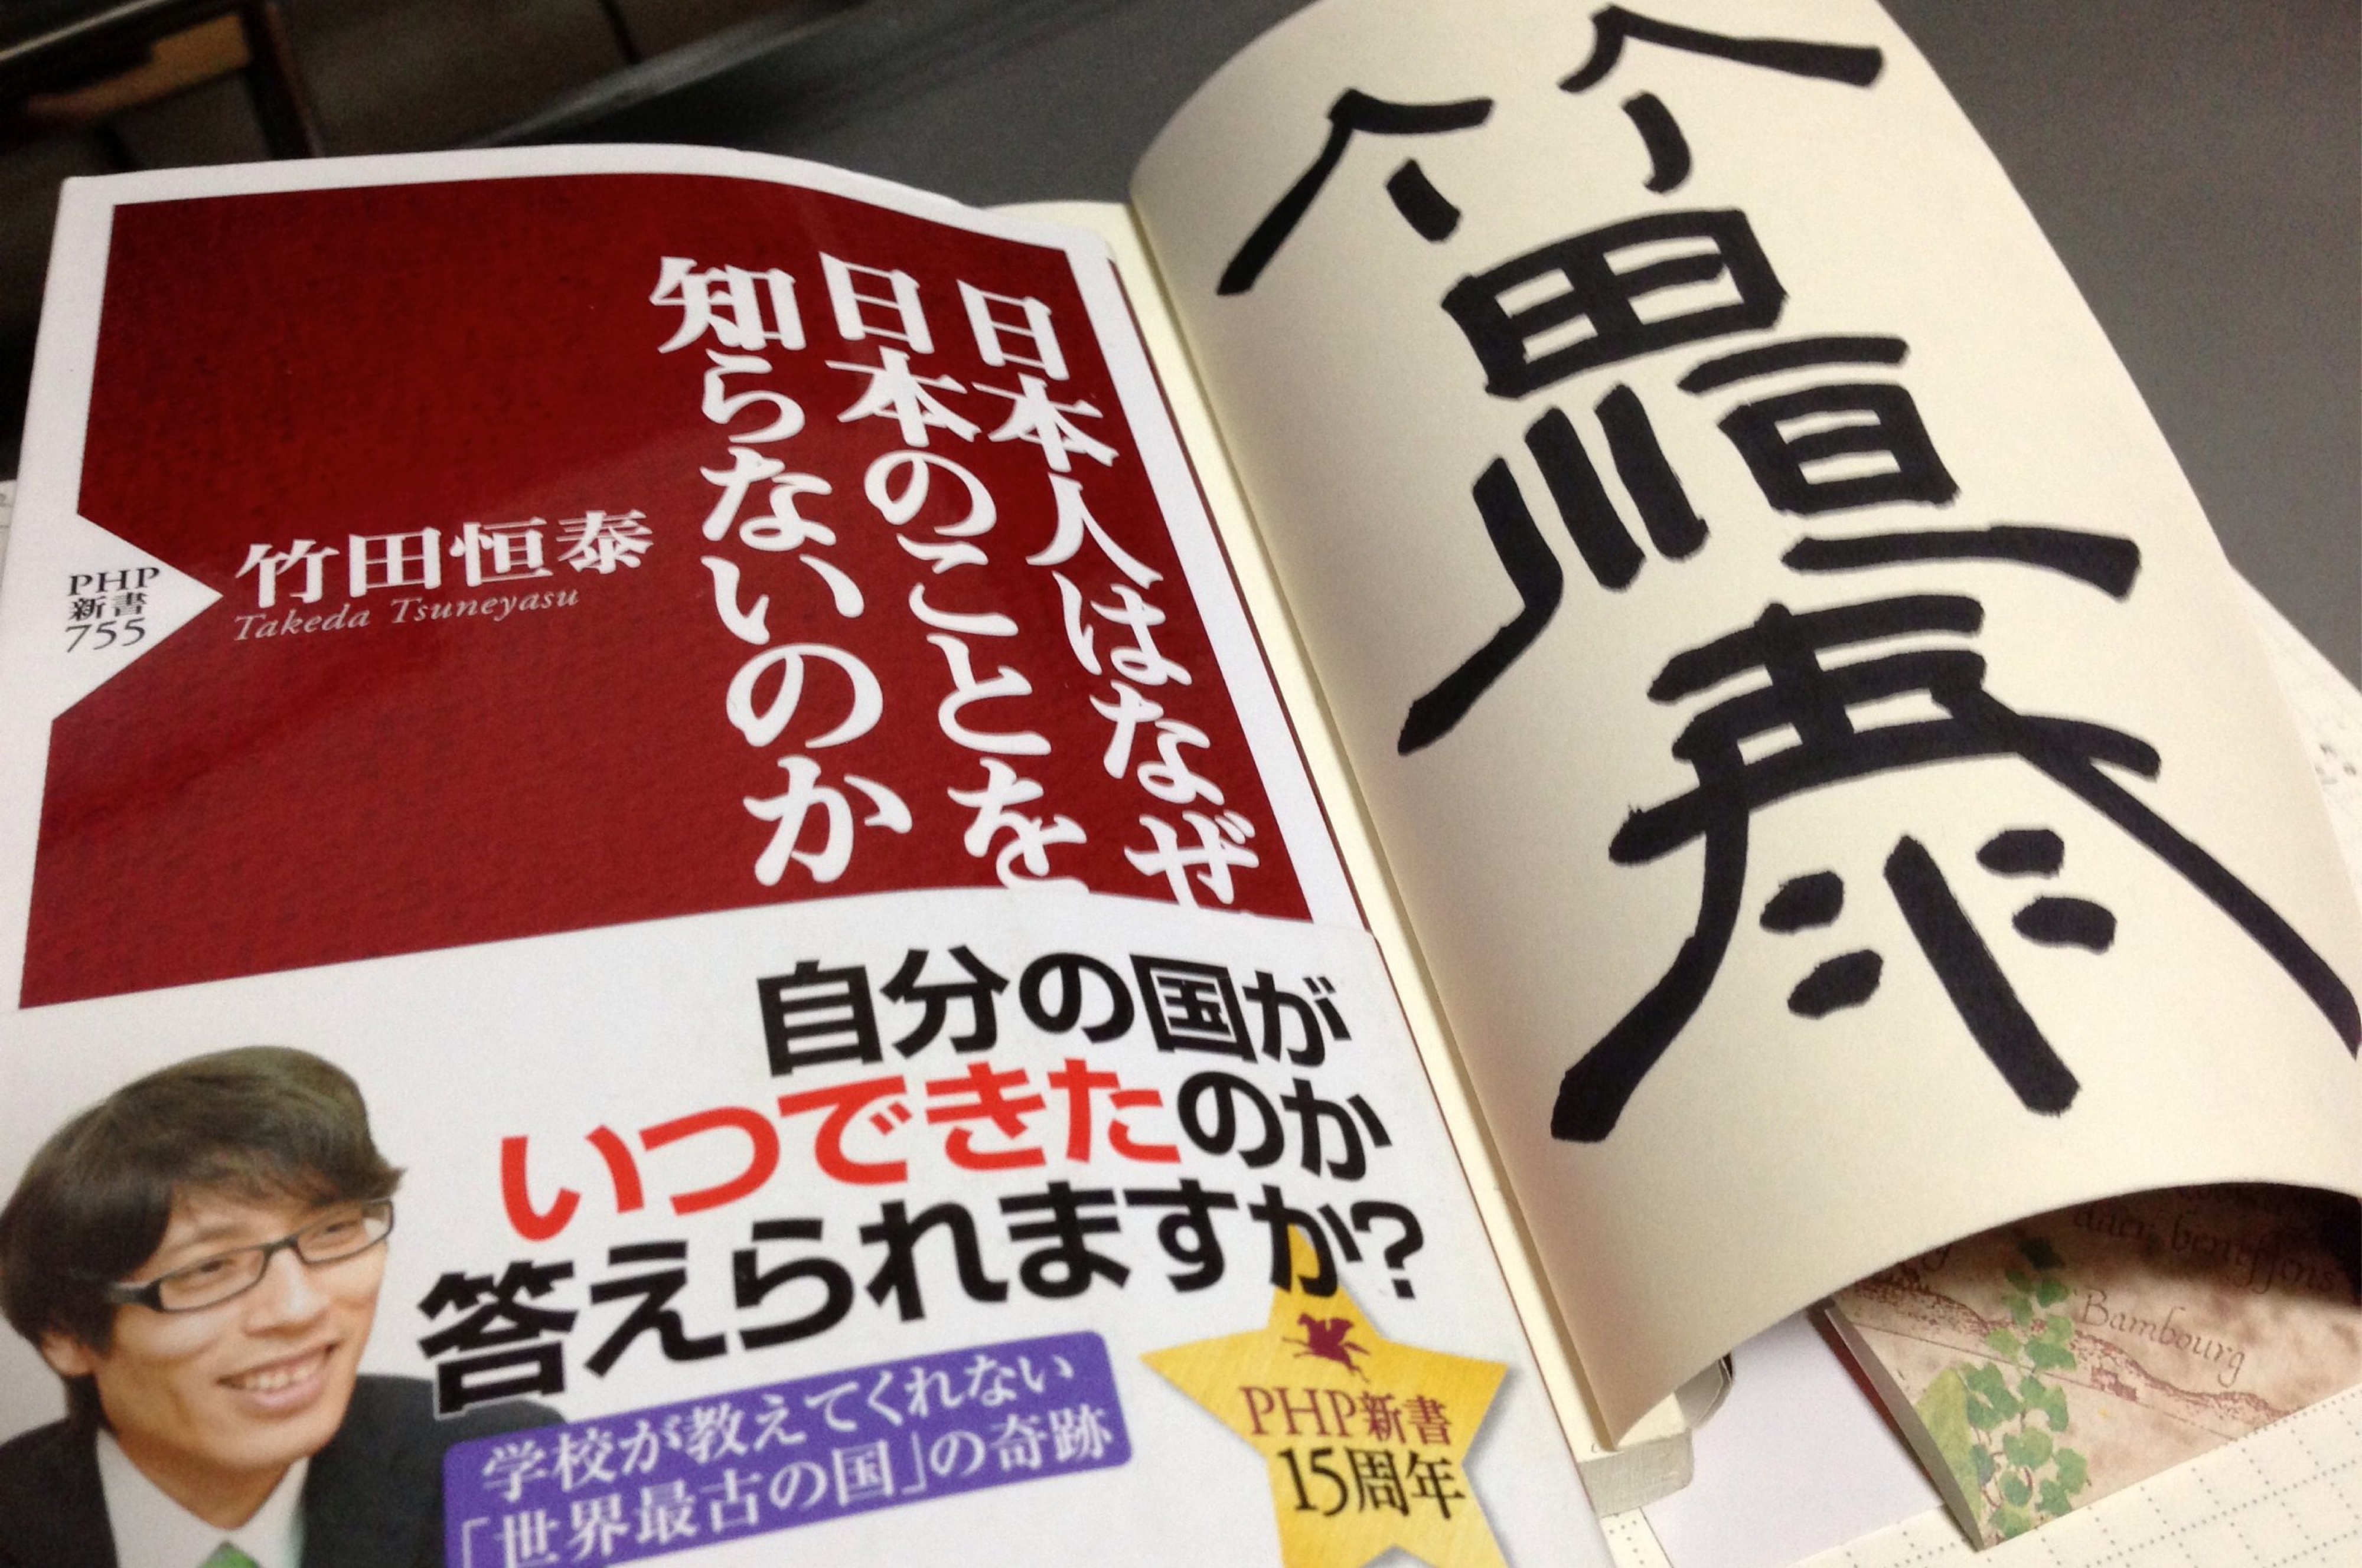 日本人はなぜ
日本のことを
知らないのか
竹田恒泰
Takeda Tsuneyasu
PHP
新書
755
自分の国が
いつできたのか
答えられますか?
学校が教えてくれない
「世界最古の国」の奇跡
PHP新書
15周年
竹田恒泰
Bambourg